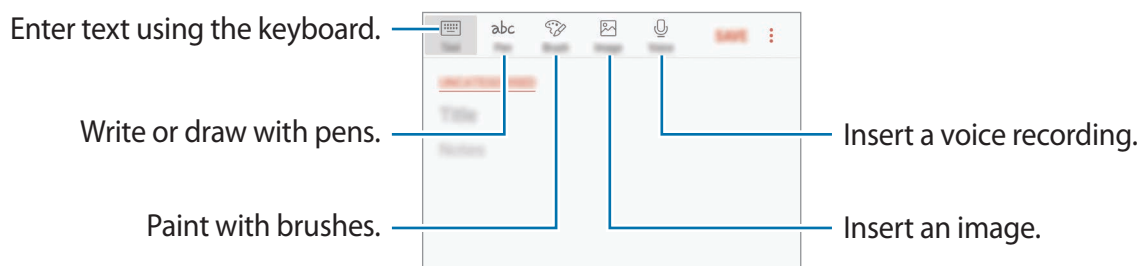 Enter text using the keyboard.
abc
Write or draw with pens.
Insert a voice recording.
Paint with brushes.
Insert an image.